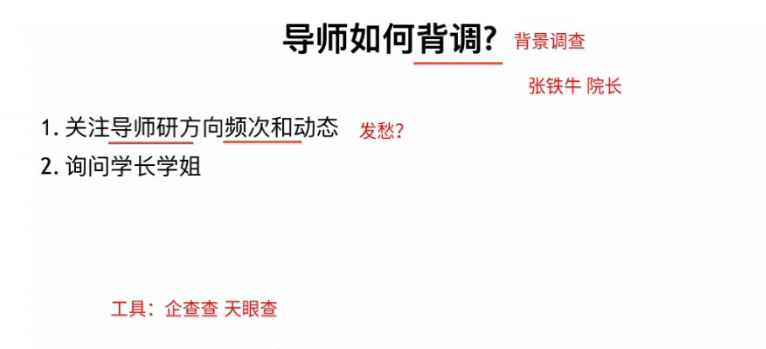 导师如何背调? 背景调查
张铁牛 院长
1. 关注导师研方向频次和动态 发愁?
2. 询问学长学姐
工具：企查查 天眼查